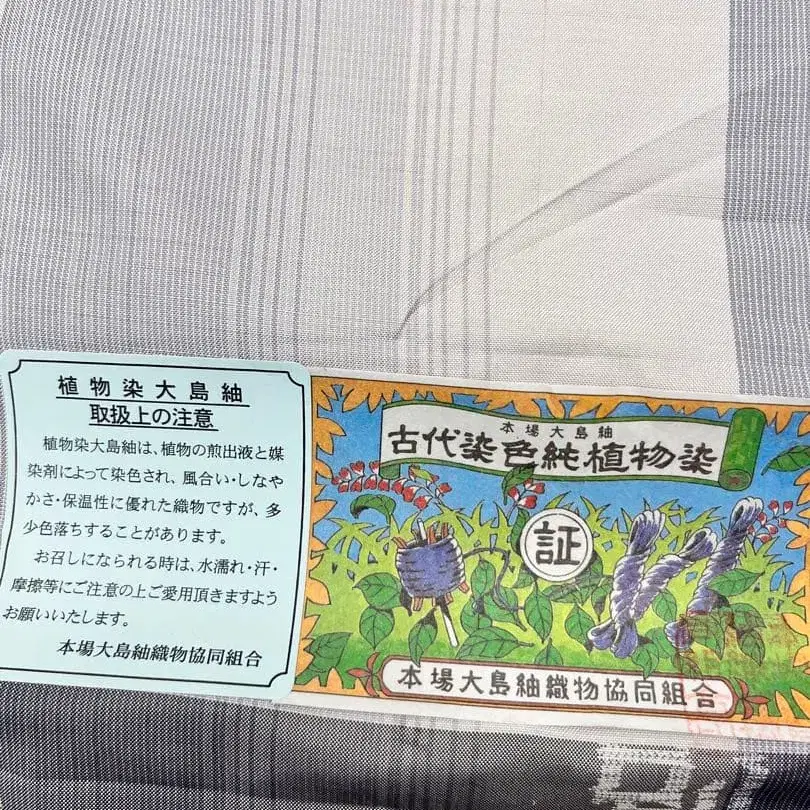 植物染大島紬
取扱上の注意
植物染大島紬は、植物の煎出液と媒
染剤によって染色され、風合い・しなや
かさ・保温性に優れた織物ですが、多
少色落ちすることがあります。
お召しになられる時は、水濡れ・汗・
摩擦等にご注意の上ご愛用頂きますよう
お願いいたします。
本場大島紬織物協同組合
本場大島紬
古代染色純植物染
証
本場大島紬織物協同組合